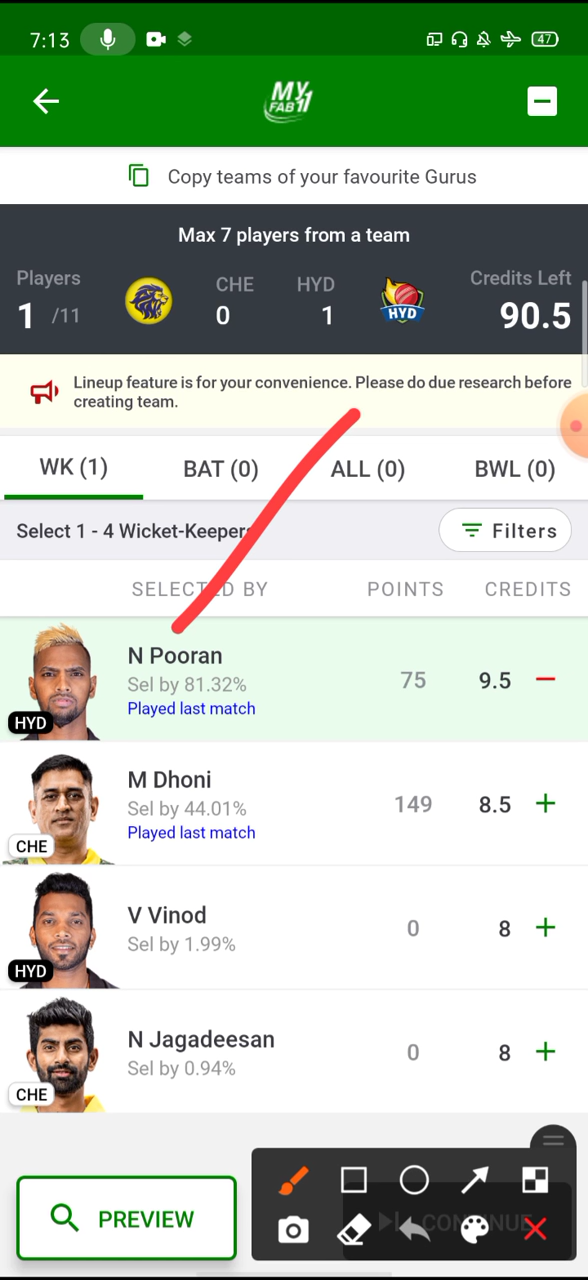 7:13
47
MY
FAB11
Copy teams of your favourite Gurus
Max 7 players from a team
Players
CHE
HYD
Credits Left
1 /11
0
1
HYD
90.5
Lineup feature is for your convenience. Please do due research before
creating team.
WK (1)
BAT (0)
ALL (0)
BWL (0)
Select 1 - 4 Wicket-Keepers
Filters
SELECTED BY
POINTS
CREDITS
N Pooran
Sel by 81.32%
75
9.5
Played last match
HYD
M Dhoni
Sel by 44.01%
149
8.5
Played last match
CHE
V Vinod
0
8
Sel by 1.99%
HYD
N Jagadeesan
0
8
Sel by 0.94%
CHE
PREVIEW
CONTINUE